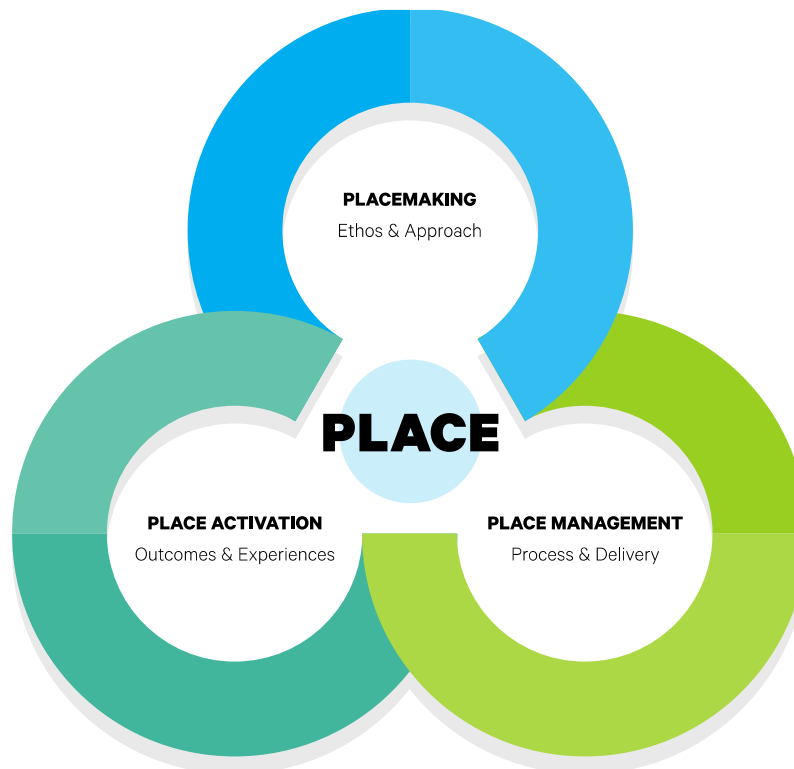 PLACEMAKING
Ethos & Approach
PLACE
PLACE ACTIVATION
Outcomes & Experiences
PLACE MANAGEMENT
Process & Delivery